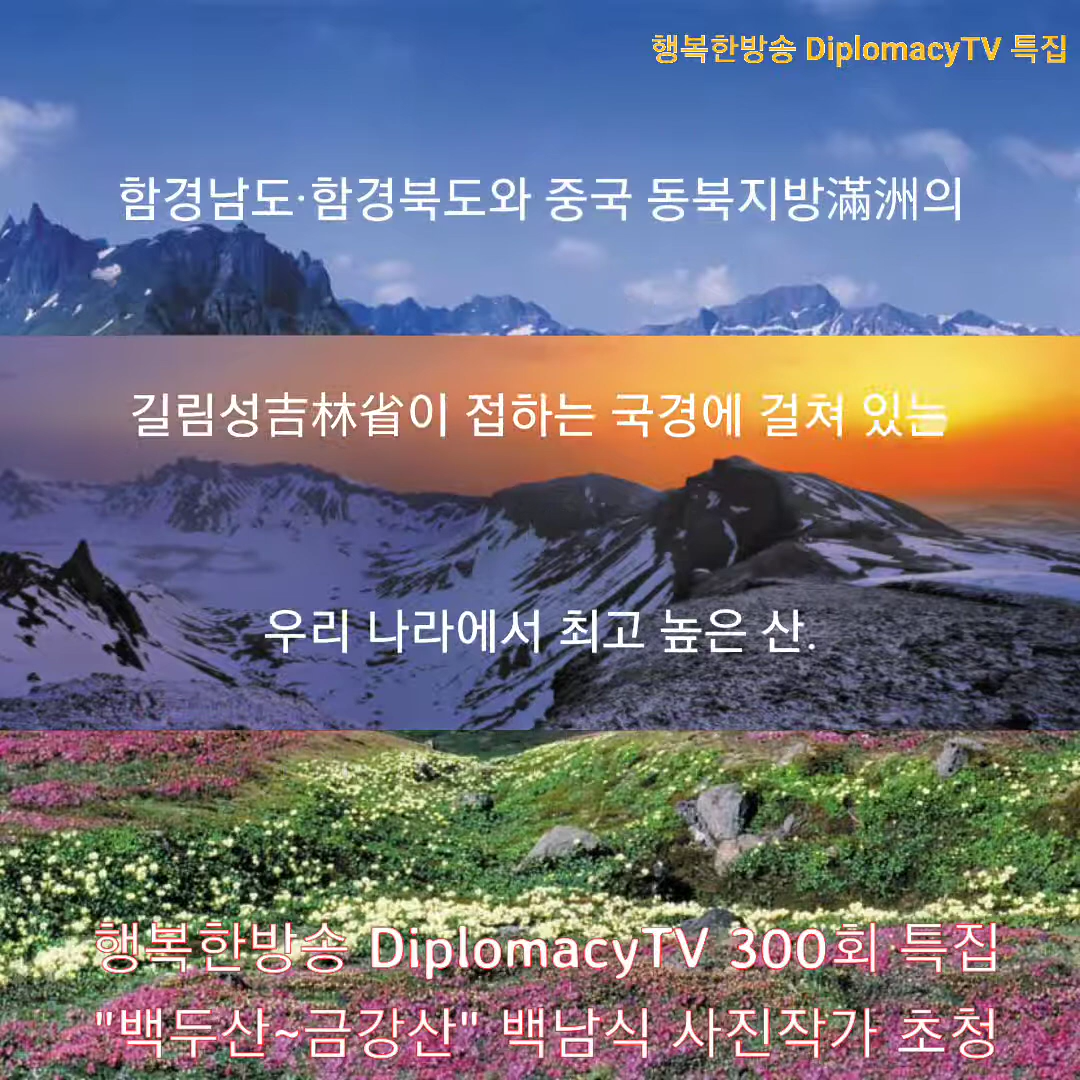 행복한방송 DiplomacyTV 특집
함경남도·함경북도와 중국 동북지방滿洲의
길림성吉林省이 접하는 국경에 걸쳐 있는
우리 나라에서 최고 높은 산.
행복한방송 DiplomacyTV 300회 특집
"백두산~금강산" 백남식 사진작가 초청